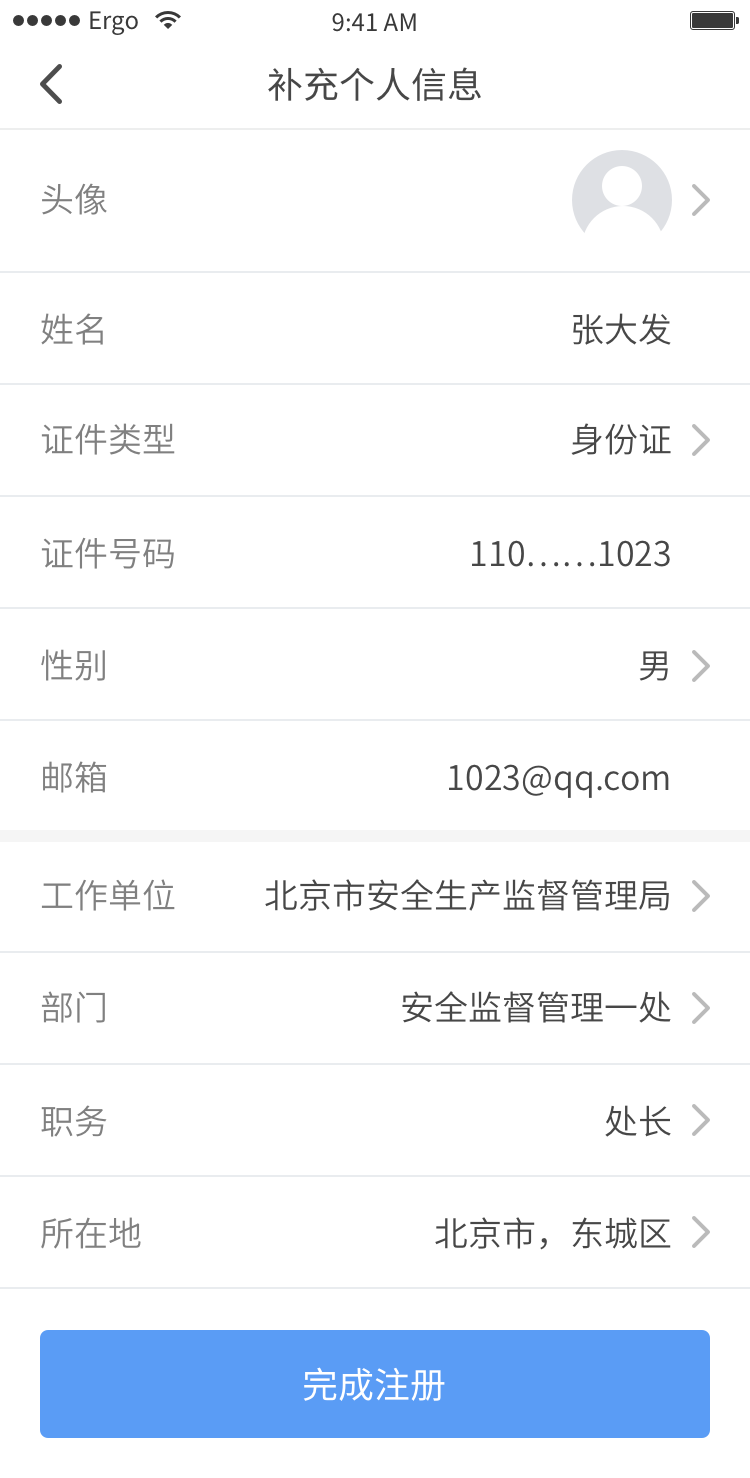 Ergo 9:41 AM
补充个人信息
头像
姓名 张大发
证件类型 身份证
证件号码 110……1023
性别 男
邮箱 1023@qq.com
工作单位 北京市安全生产监督管理局
部门 安全监督管理一处
职务 处长
所在地 北京市，东城区
完成注册